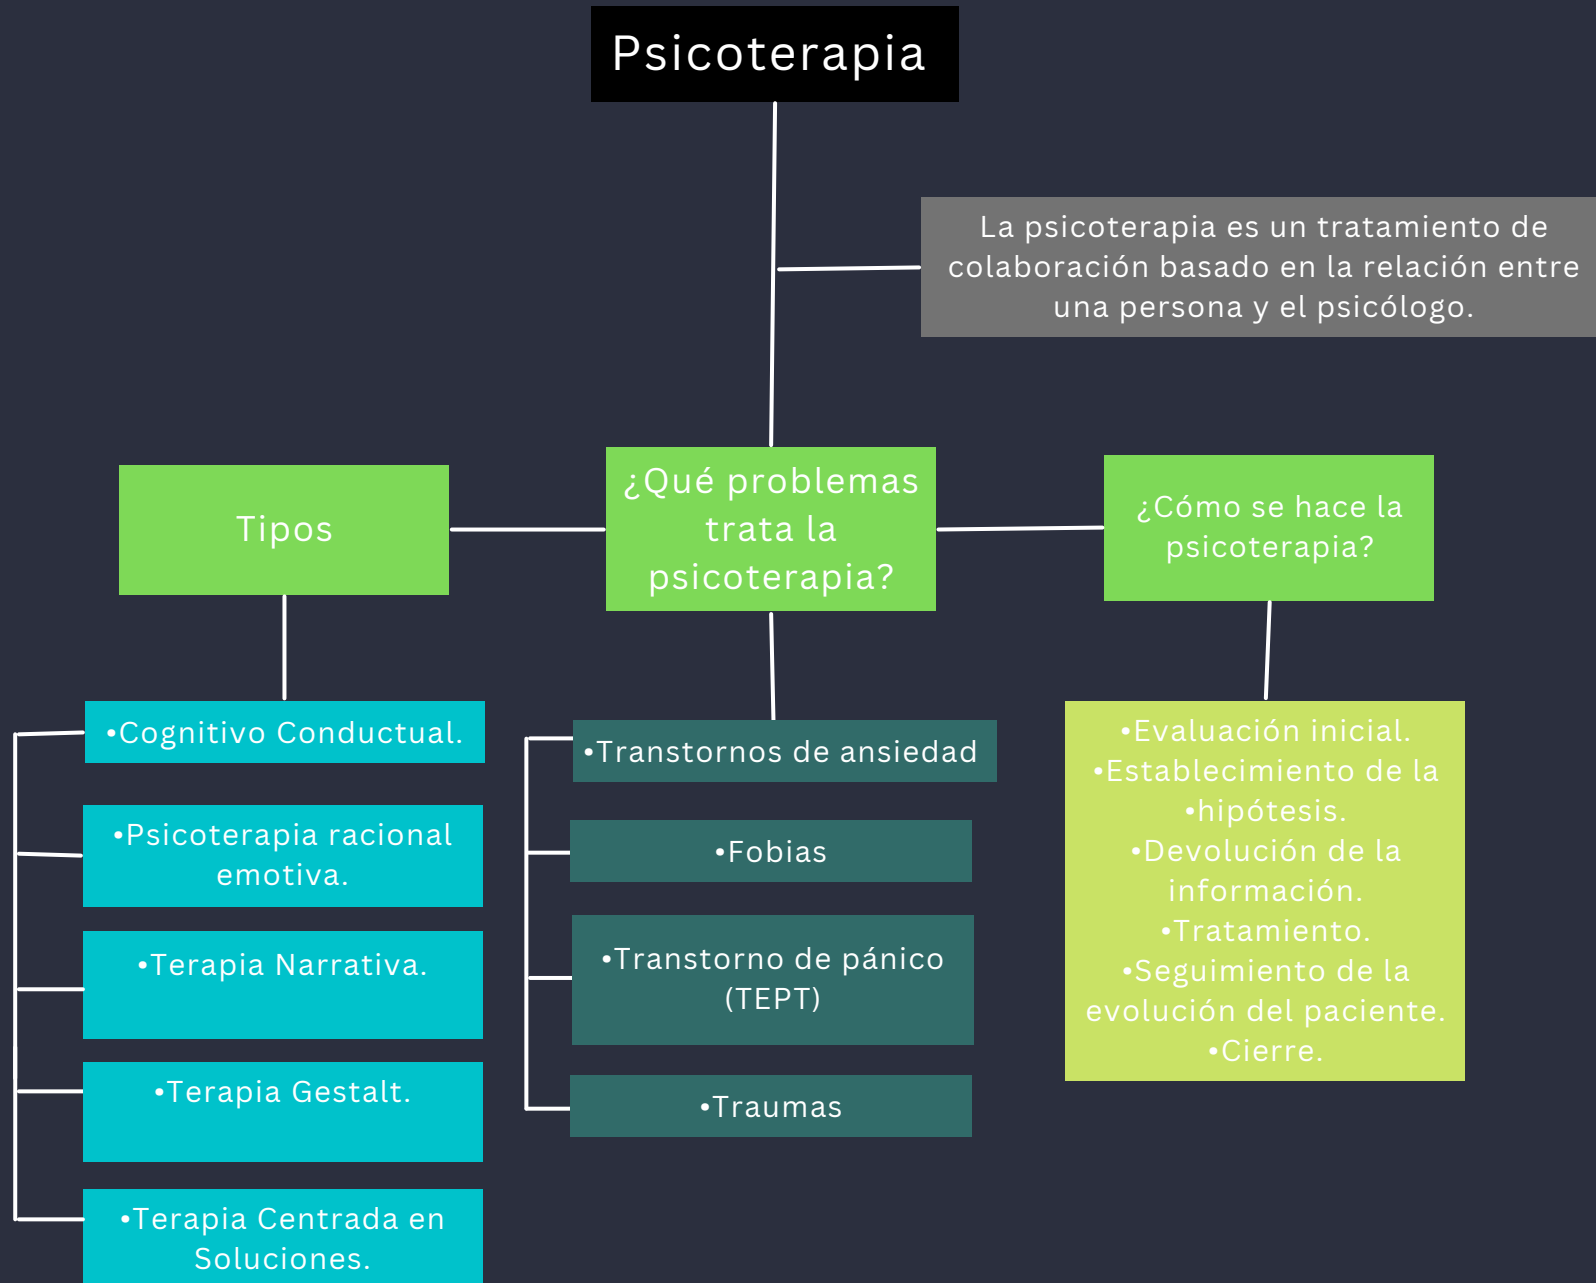 Psicoterapia
La psicoterapia es un tratamiento de
colaboración basado en la relación entre
una persona y el psicólogo.
Tipos
¿Qué problemas
trata la
psicoterapia?
¿Cómo se hace la
psicoterapia?
•Cognitivo Conductual.
•Psicoterapia racional
emotiva.
•Terapia Narrativa.
•Terapia Gestalt.
•Terapia Centrada en
Soluciones.
•Transtornos de ansiedad
•Fobias
•Transtorno de pánico
(TEPT)
•Traumas
•Evaluación inicial.
•Establecimiento de la
•hipótesis.
•Devolución de la
información.
•Tratamiento.
•Seguimiento de la
evolución del paciente.
•Cierre.